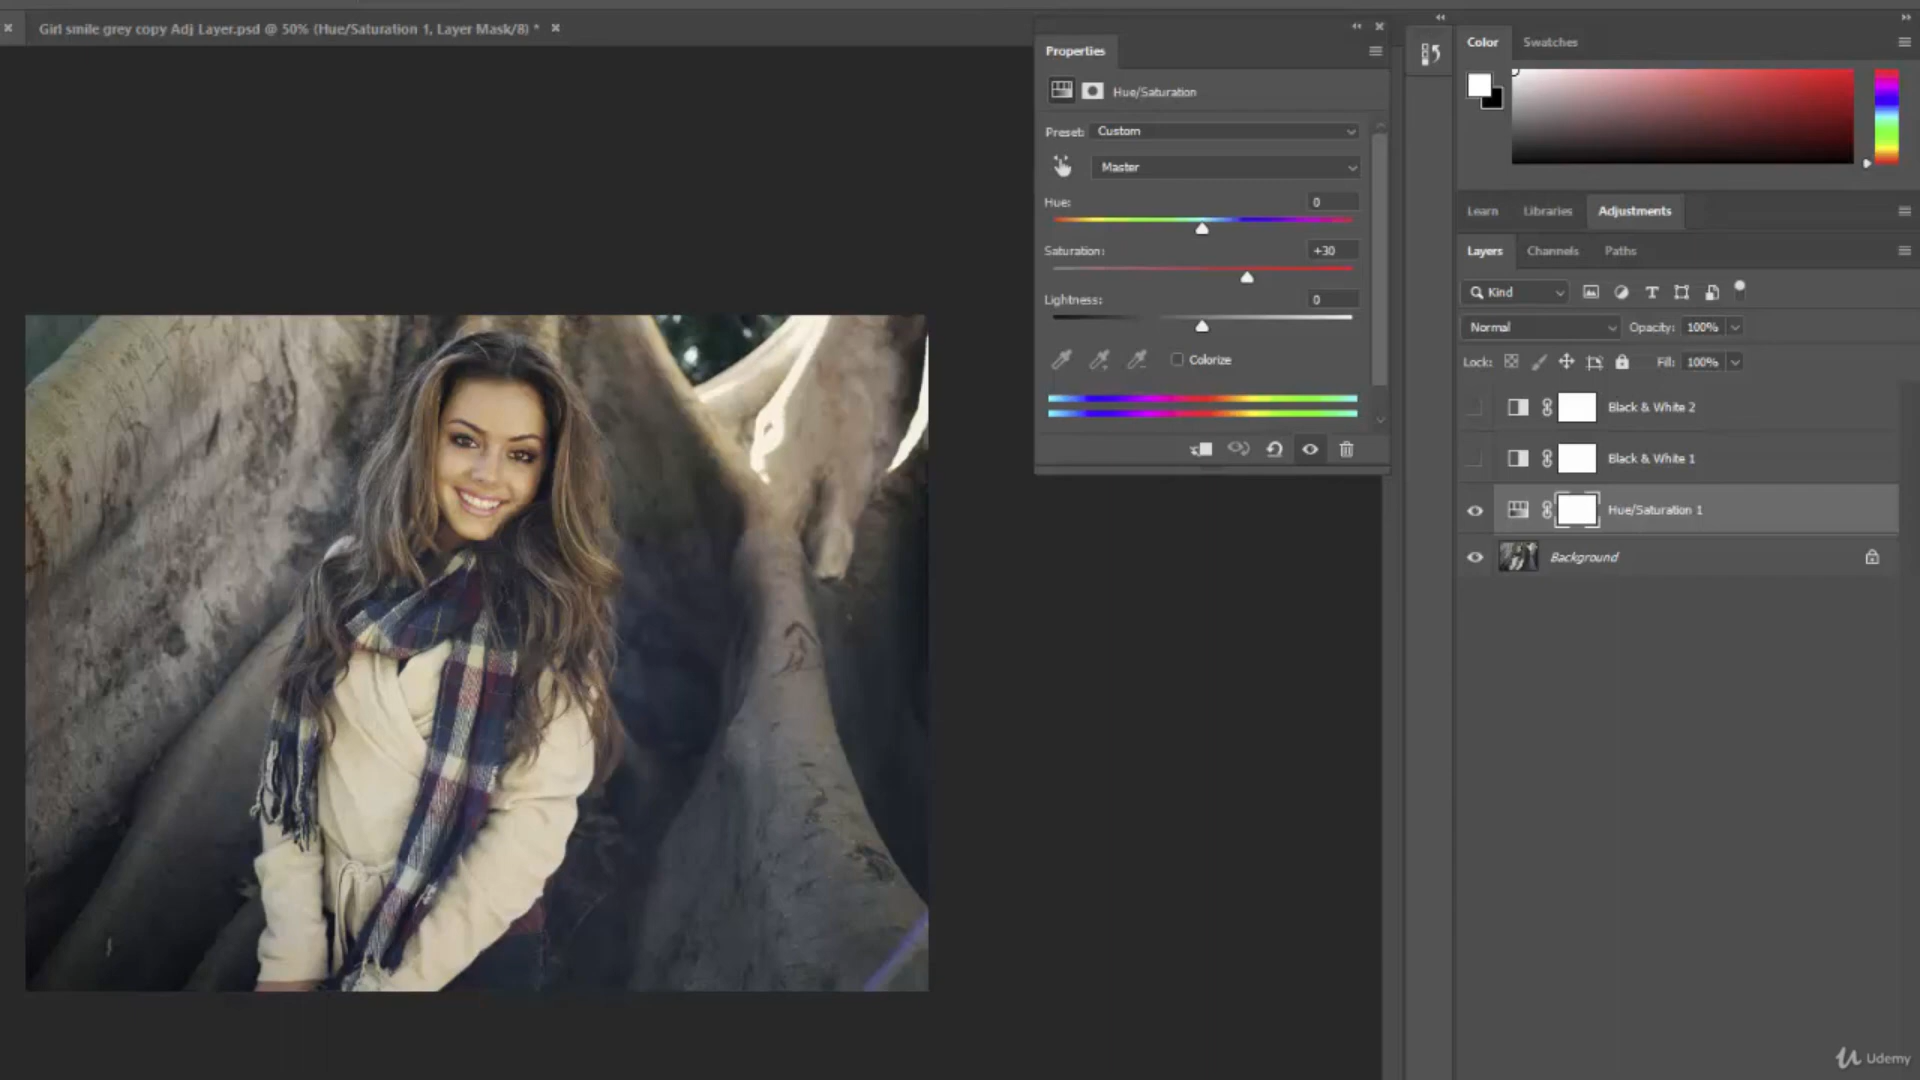 Girl smile grey copy Adj Layer.psd @ 50% (Hue/Saturation 1, Layer Mask/8) *
Properties
Hue/Saturation
Preset: Custom
Master
Hue: 0
Saturation: +30
Lightness: 0
Colorize
Color Swatches
Learn Libraries Adjustments
Layers Channels Paths
Kind
Normal Opacity: 100%
Lock: Fill: 100%
Black & White 2
Black & White 1
Hue/Saturation 1
Background
Udemy